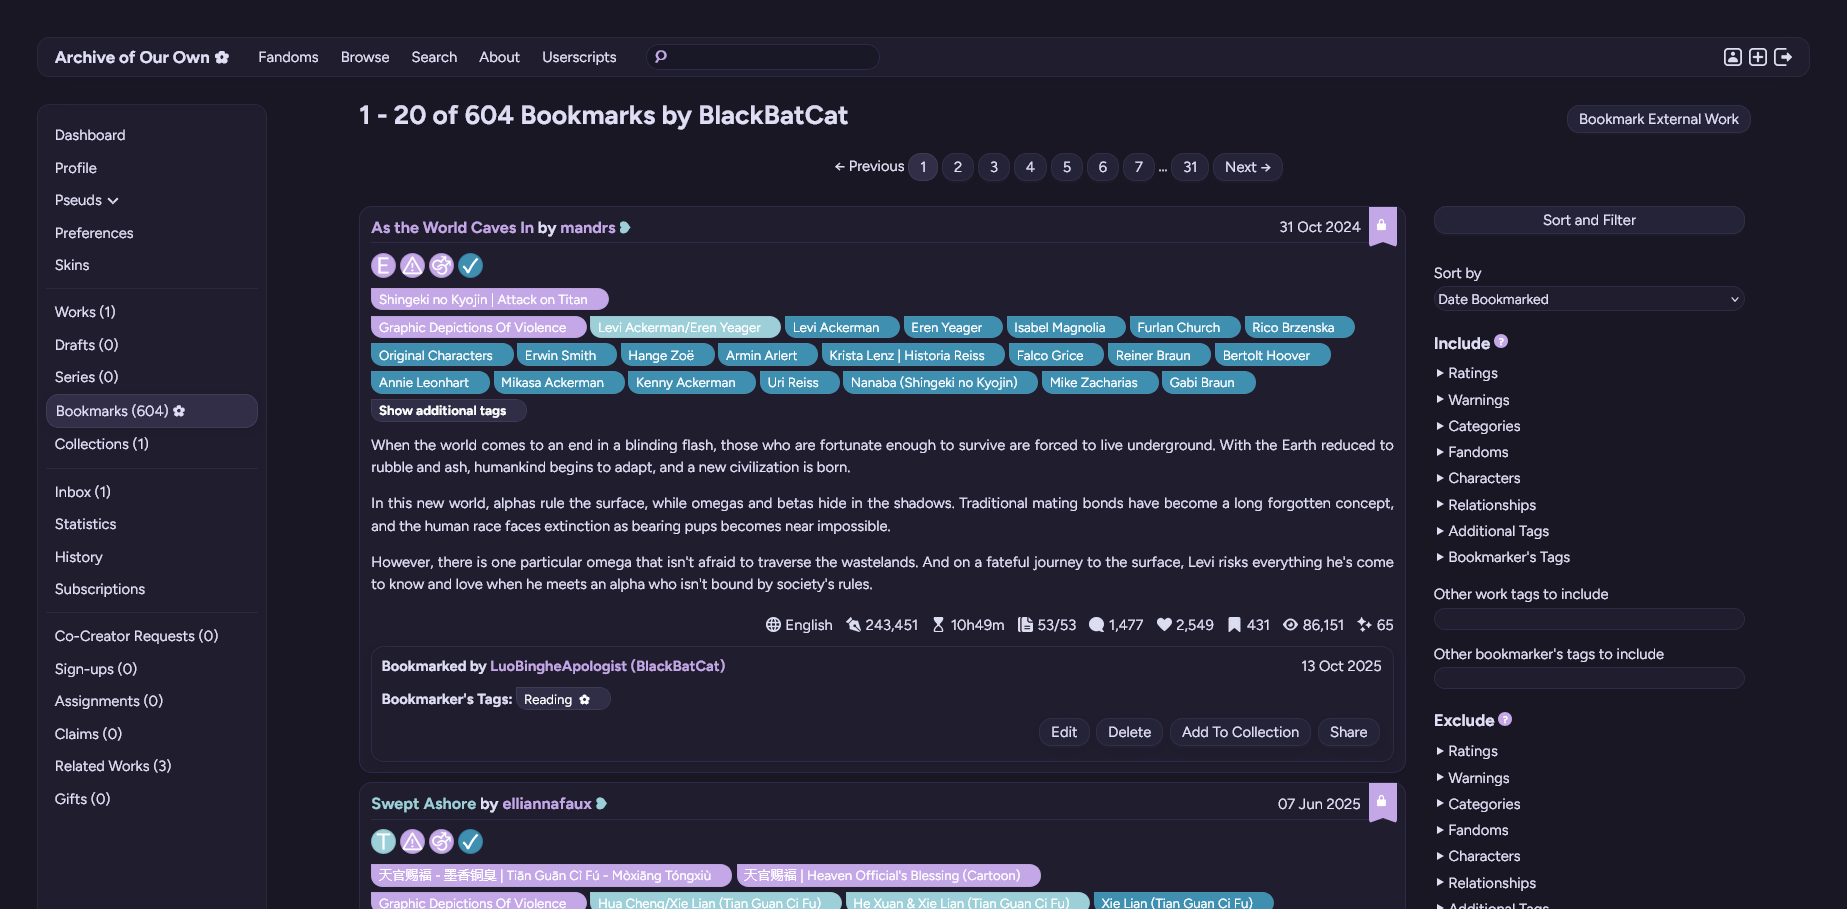 Archive of Our Own
Fandoms Browse Search About Userscripts
Dashboard
Profile
Pseuds
Preferences
Skins
Works (1)
Drafts (0)
Series (0)
Bookmarks (604)
Collections (1)
Inbox (1)
Statistics
History
Subscriptions
Co-Creator Requests (0)
Sign-ups (0)
Assignments (0)
Claims (0)
Related Works (3)
Gifts (0)
1 - 20 of 604 Bookmarks by BlackBatCat
Bookmark External Work
← Previous 1 2 3 4 5 6 7 ... 31 Next →
As the World Caves In by mandrs
31 Oct 2024
E
Shingeki no Kyojin | Attack on Titan
Graphic Depictions Of Violence Levi Ackerman/Eren Yeager Levi Ackerman Eren Yeager Isabel Magnolia Furlan Church Rico Brzenska
Original Characters Erwin Smith Hange Zoë Armin Arlert Krista Lenz | Historia Reiss Falco Grice Reiner Braun Bertolt Hoover
Annie Leonhart Mikasa Ackerman Kenny Ackerman Uri Reiss Nanaba (Shingeki no Kyojin) Mike Zacharias Gabi Braun
Show additional tags
When the world comes to an end in a blinding flash, those who are fortunate enough to survive are forced to live underground. With the Earth reduced to
rubble and ash, humankind begins to adapt, and a new civilization is born.
In this new world, alphas rule the surface, while omegas and betas hide in the shadows. Traditional mating bonds have become a long forgotten concept,
and the human race faces extinction as bearing pups becomes near impossible.
However, there is one particular omega that isn't afraid to traverse the wastelands. And on a fateful journey to the surface, Levi risks everything he's come
to know and love when he meets an alpha who isn't bound by society's rules.
English 243,451 10h49m 53/53 1,477 2,549 431 86,151 65
Bookmarked by LuoBingheApologist (BlackBatCat)
13 Oct 2025
Bookmarker's Tags: Reading
Edit Delete Add To Collection Share
Swept Ashore by elliannafaux
07 Jun 2025
T
天官赐福 - 墨香铜臭 | Tiān Guān Cì Fú - Mòxiāng Tóngxiù 天官赐福 | Heaven Official's Blessing (Cartoon)
Graphic Depictions Of Violence Hua Cheng/Xie Lian (Tian Guan Ci Fu) He Xuan & Xie Lian (Tian Guan Ci Fu) Xie Lian (Tian Guan Ci Fu)
Sort and Filter
Sort by
Date Bookmarked
Include ?
Ratings
Warnings
Categories
Fandoms
Characters
Relationships
Additional Tags
Bookmarker's Tags
Other work tags to include
Other bookmarker's tags to include
Exclude ?
Ratings
Warnings
Categories
Fandoms
Characters
Relationships
Additional Tags